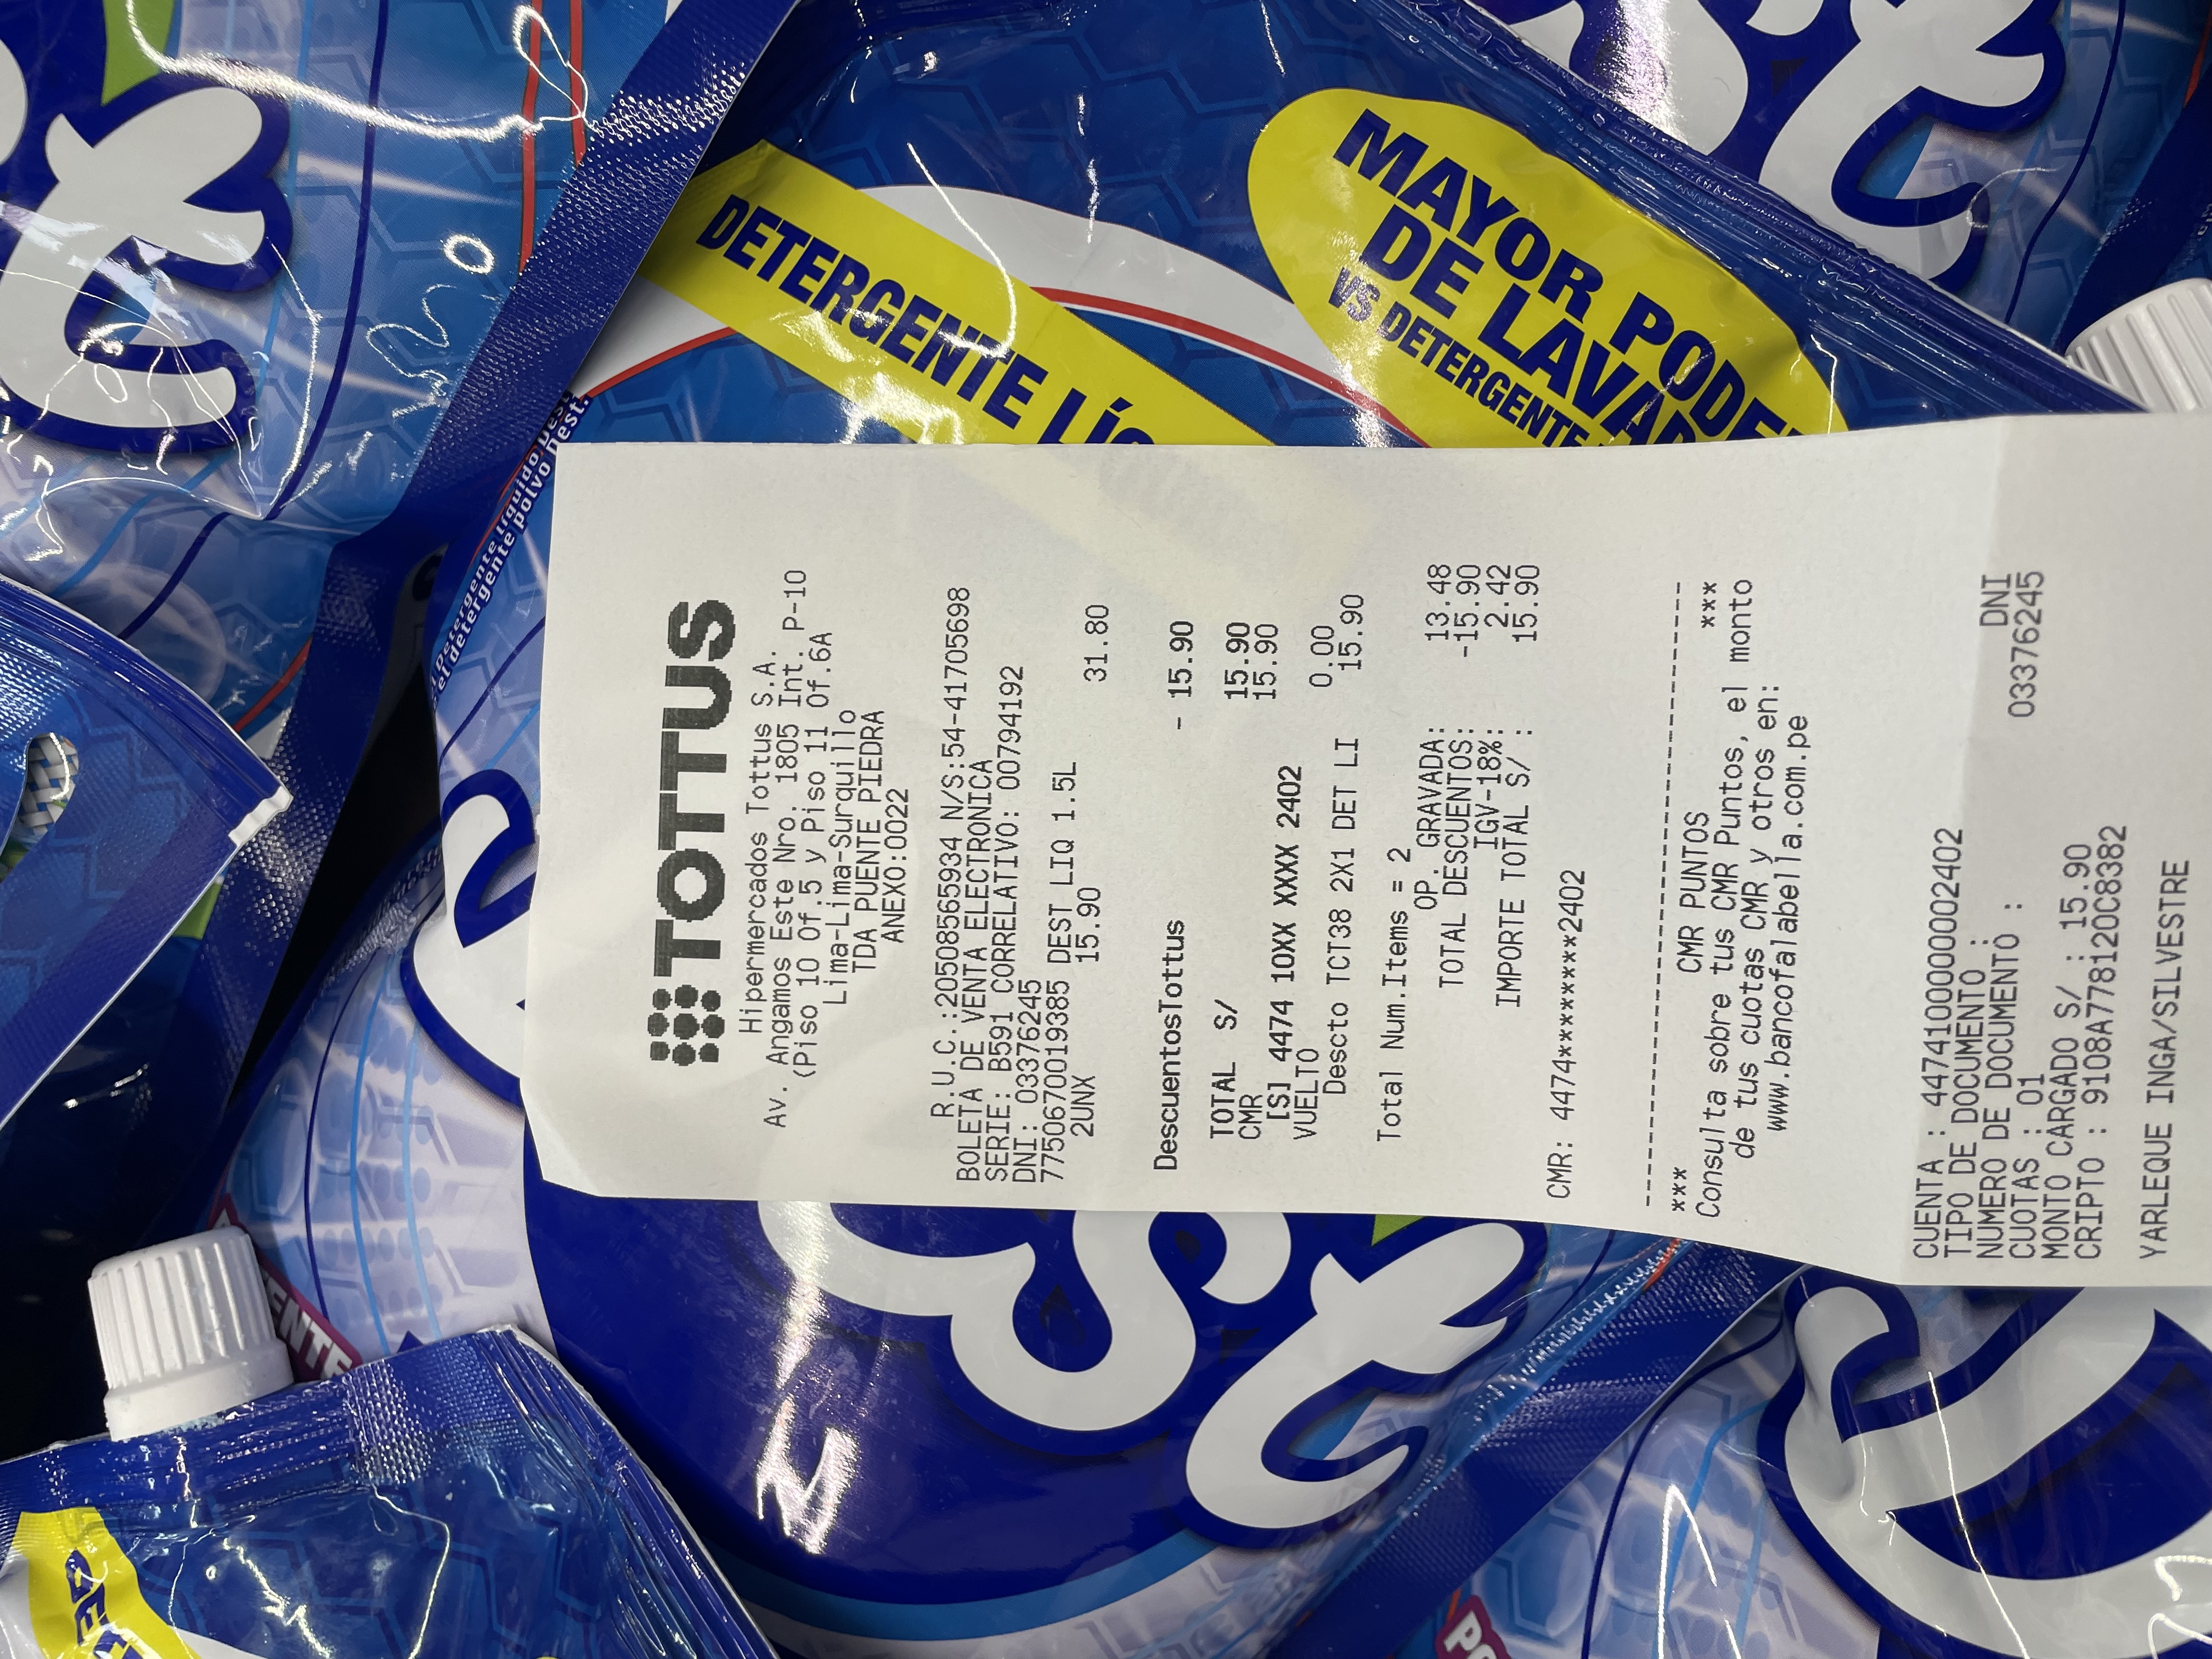 TOTTUS
Hipermercados Tottus S.A.
Av. Angamos Este Nro. 1805 Int. P-10
(Piso 10 Of.5 y Piso 11 Of.6A
Lima-Lima-Surquillo
TDA PUENTE PIEDRA
ANEXO:0022
R.U.C.:20508565934 N/S:54-41705698
BOLETA DE VENTA ELECTRONICA
SERIE: B591 CORRELATIVO: 00794192
DNI: 03376245
7750670019385 DEST LIQ 1.5L
2UNX 15.90 31.80
DescuentosTottus - 15.90
TOTAL S/ 15.90
CMR 15.90
[S] 4474 10XX XXXX 2402
VUELTO 0.00
Descto TCT38 2X1 DET LI 15.90
Total Num.Items = 2
OP. GRAVADA: 13.48
TOTAL DESCUENTOS: -15.90
IGV-18%: 2.42
IMPORTE TOTAL S/ : 15.90
CMR: 4474********2402
------------------------------------------
*** CMR PUNTOS ***
Consulta sobre tus CMR Puntos, el monto
de tus cuotas CMR y otros en:
www.bancofalabella.com.pe
CUENTA : 4474100000002402
TIPO DE DOCUMENTO : DNI
NUMERO DE DOCUMENTO : 03376245
CUOTAS : 01
MONTO CARGADO S/ : 15.90
CRIPTO : 9108A778120C8382
YARLEQUE INGA/SILVESTRE
Detergente Líquido
el detergente polvo Dest.
DETERGENTE
MAYOR PODER
DE LAVADO
VS DETERGENTE